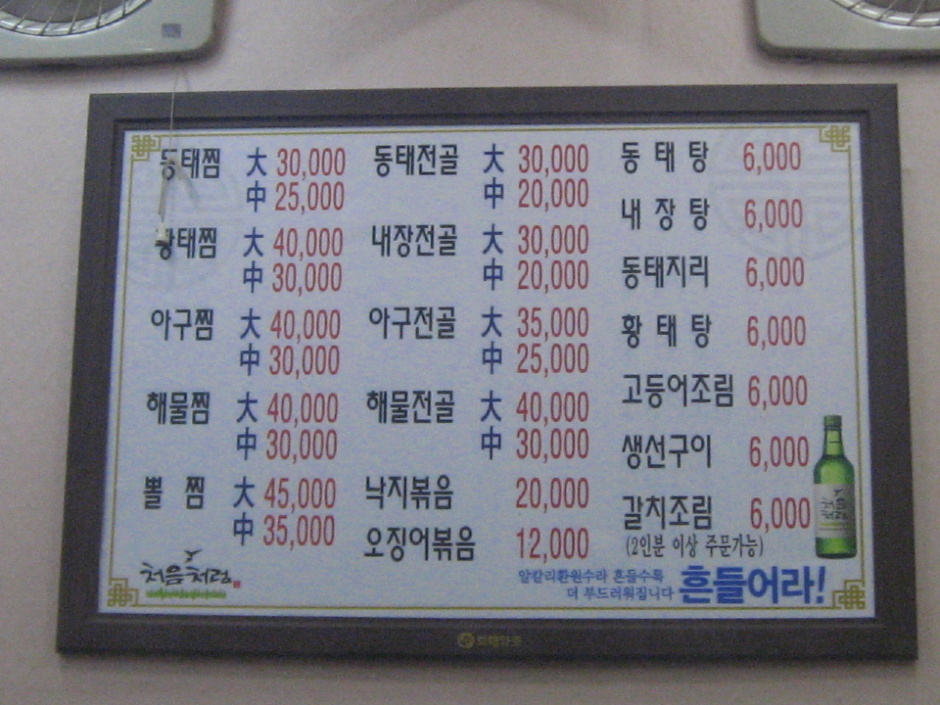 동태찜 大 30,000
中 25,000
황태찜 大 40,000
中 30,000
아구찜 大 40,000
中 30,000
해물찜 大 40,000
中 30,000
뽈 찜 大 45,000
中 35,000
동태전골 大 30,000
中 20,000
내장전골 大 30,000
中 20,000
아구전골 大 35,000
中 25,000
해물전골 大 40,000
中 30,000
낙지볶음 20,000
오징어볶음 12,000
동 태 탕 6,000
내 장 탕 6,000
동태지리 6,000
황 태 탕 6,000
고등어조림 6,000
생선구이 6,000
갈치조림 6,000
(2인분 이상 주문가능)
처음처럼
알칼리환원수라 흔들수록
더 부드러워집니다
흔들어라!
처음
처럼